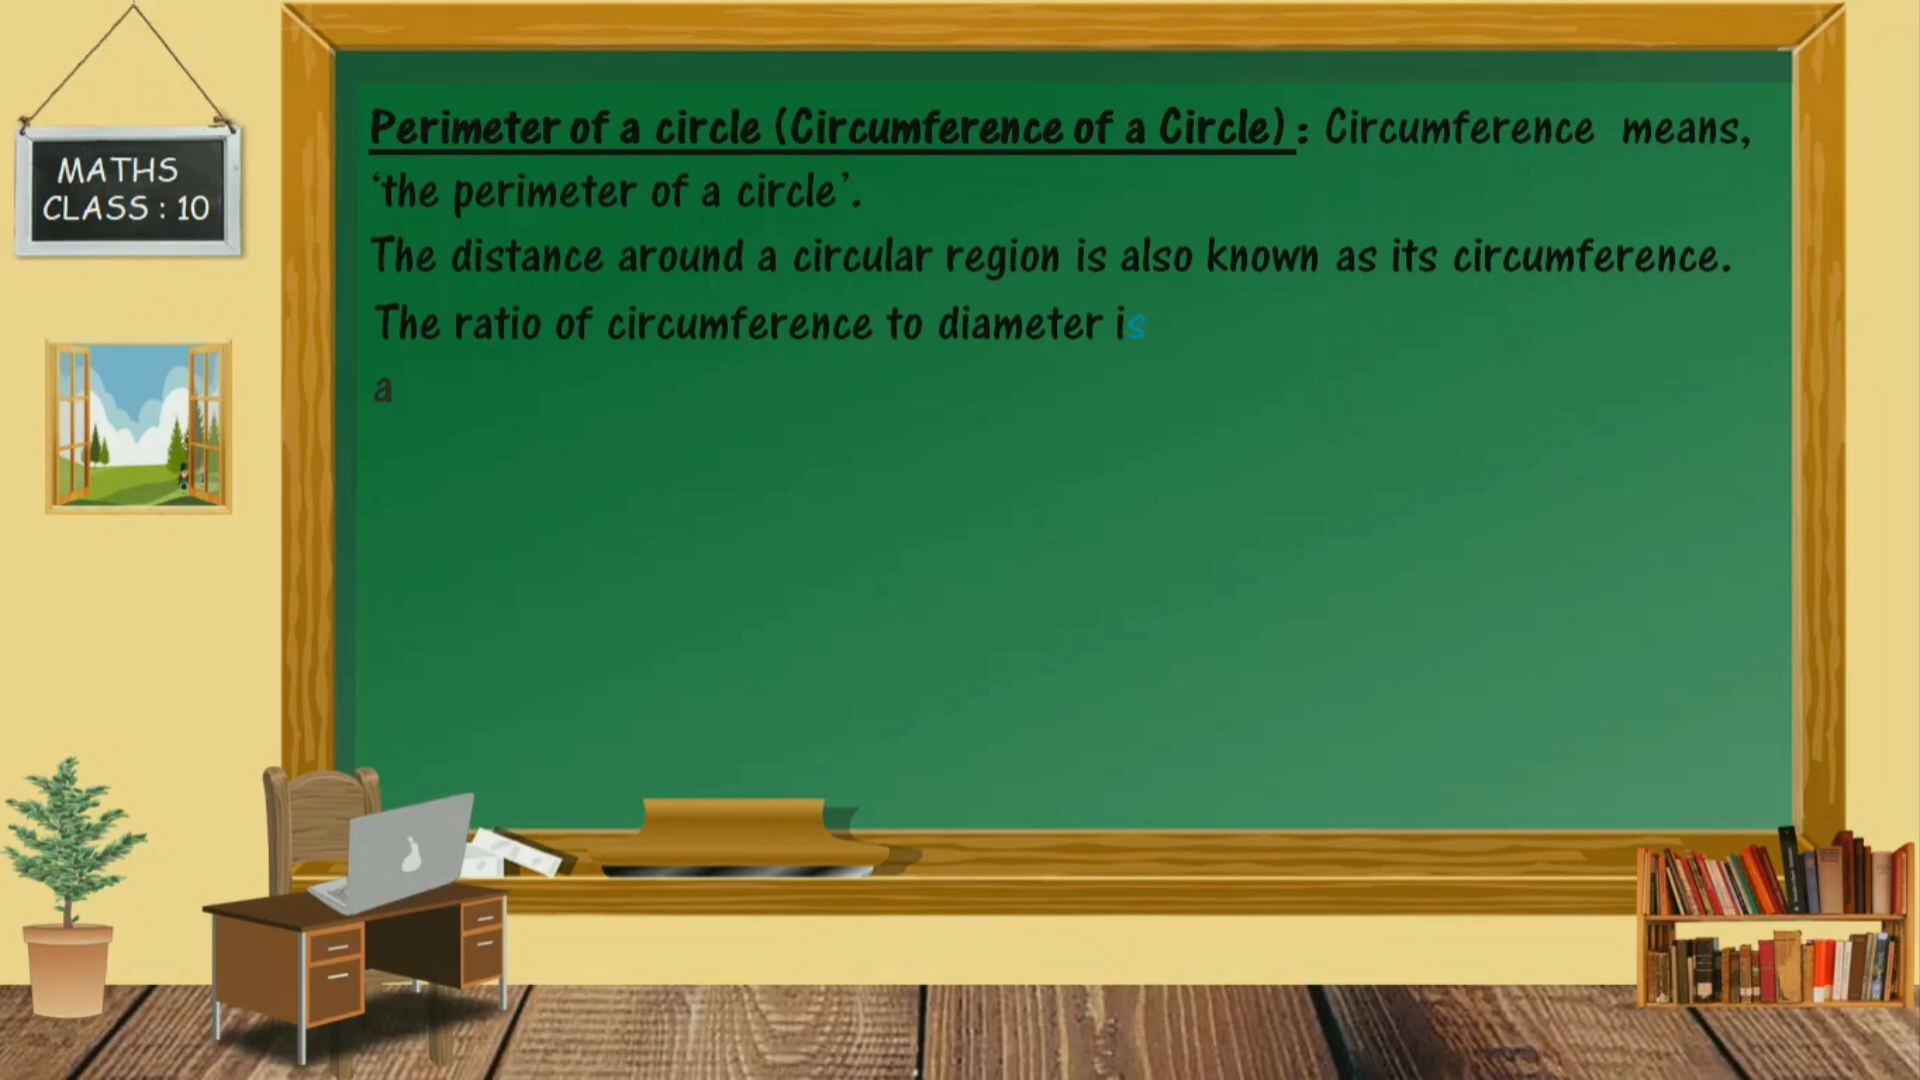 MATHS
CLASS : 10
Perimeter of a circle (Circumference of a Circle) : Circumference means,
‘the perimeter of a circle’.
The distance around a circular region is also known as its circumference.
The ratio of circumference to diameter is
a